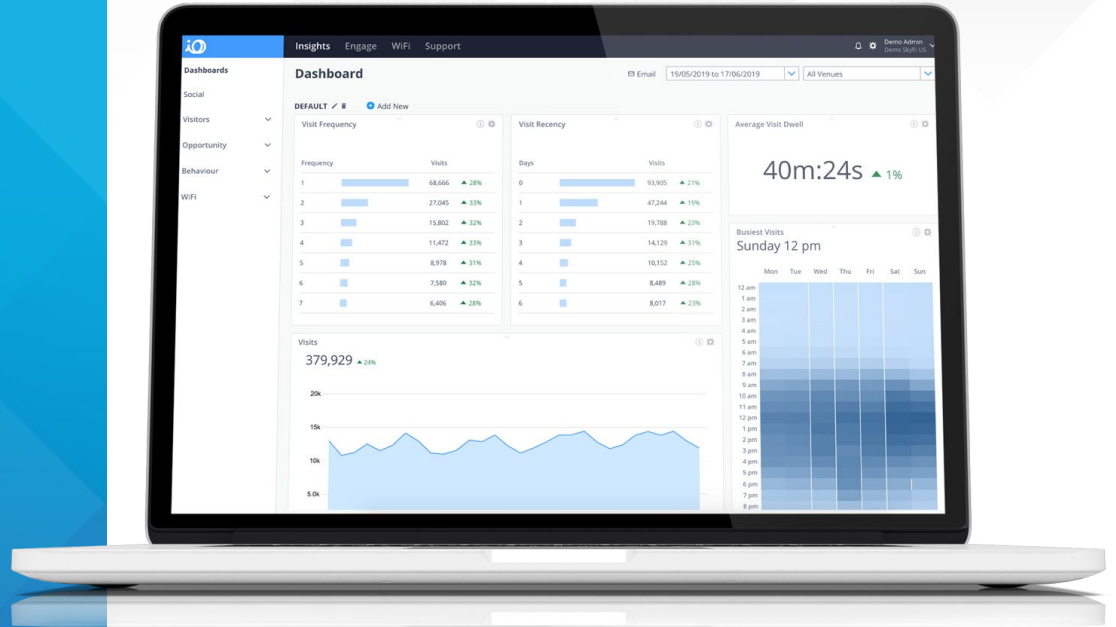 iO
Insights Engage WiFi Support
Demo Admin
Demo Skyfii US
Dashboards
Social
Visitors
Opportunity
Behaviour
WiFi
Dashboard
Email 19/05/2019 to 17/06/2019 All Venues
DEFAULT Add New
Visit Frequency
Frequency Visits
1 68,666 28%
2 27,045 33%
3 15,802 32%
4 11,472 33%
5 8,978 31%
6 7,580 32%
7 6,406 28%
Visit Recency
Days Visits
0 93,905 21%
1 47,244 19%
2 19,788 23%
3 14,129 31%
4 10,152 25%
5 8,489 28%
6 8,017 23%
Average Visit Dwell
40m:24s 1%
Busiest Visits
Sunday 12 pm
Mon Tue Wed Thu Fri Sat Sun
12 am
1 am
2 am
3 am
4 am
5 am
6 am
7 am
8 am
9 am
10 am
11 am
12 pm
1 pm
2 pm
3 pm
4 pm
5 pm
6 pm
7 pm
8 pm
Visits
379,929 24%
20k
15k
10k
5.0k